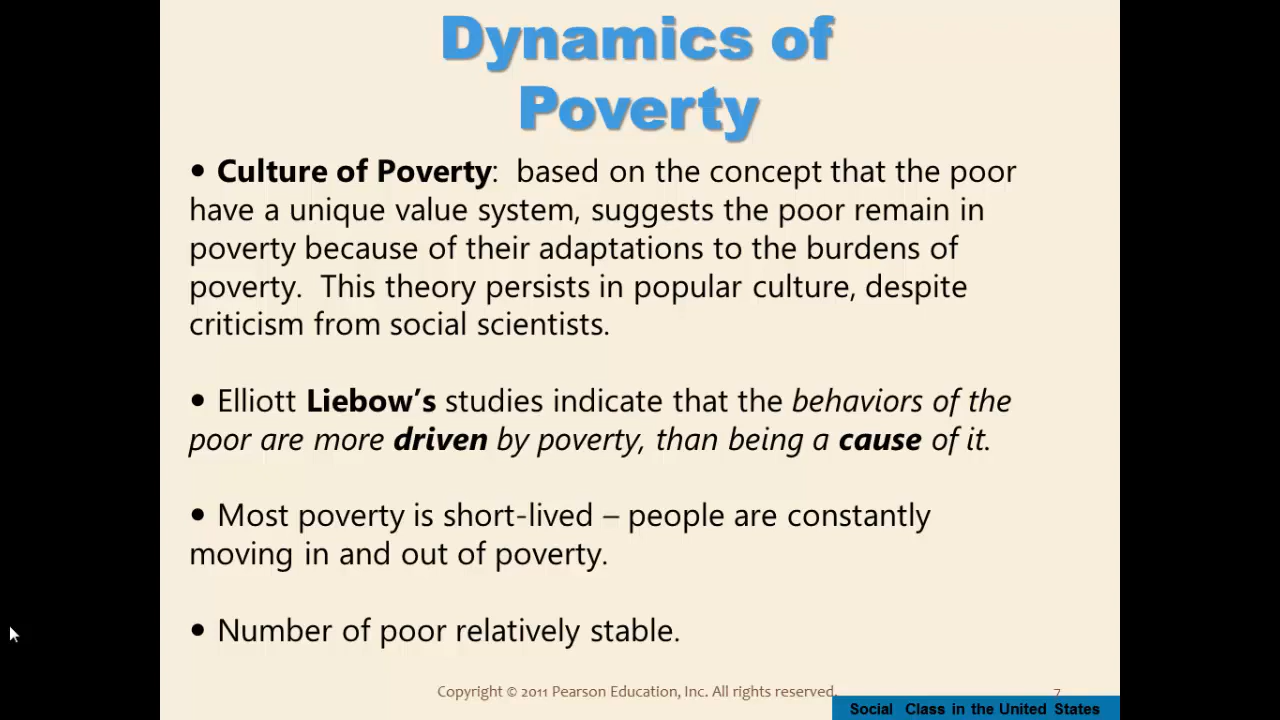 Dynamics of
Poverty
• Culture of Poverty:  based on the concept that the poor
have a unique value system, suggests the poor remain in
poverty because of their adaptations to the burdens of
poverty.  This theory persists in popular culture, despite
criticism from social scientists.
• Elliott Liebow’s studies indicate that the behaviors of the
poor are more driven by poverty, than being a cause of it.
• Most poverty is short-lived – people are constantly
moving in and out of poverty.
• Number of poor relatively stable.
Copyright © 2011 Pearson Education, Inc. All rights reserved.
7
Social Class in the United States